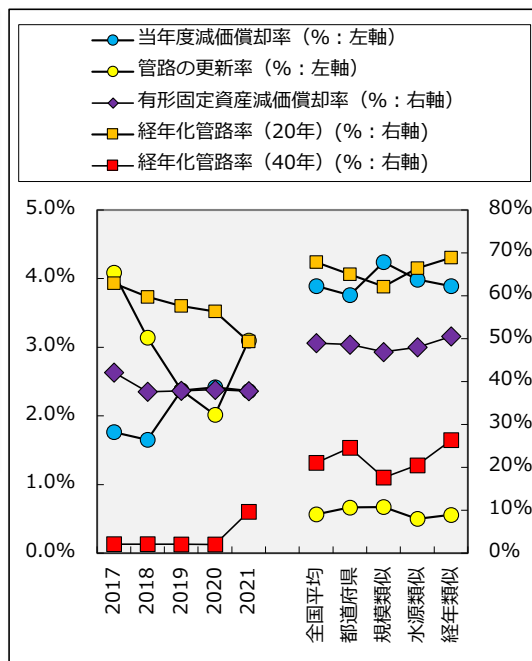 当年度減価償却率（%：左軸）
管路の更新率（%：左軸）
有形固定資産減価償却率（%：右軸）
経年化管路率（20年）(%：右軸)
経年化管路率（40年）(%：右軸)
5.0%
4.0%
3.0%
2.0%
1.0%
0.0%
80%
70%
60%
50%
40%
30%
20%
10%
0%
2017
2018
2019
2020
2021
全国平均
都道府県
規模類似
水源類似
経年類似